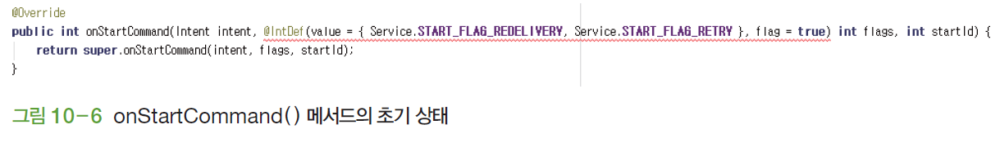 @Override
public int onStartCommand(Intent intent, @IntDef(value = { Service.START_FLAG_REDELIVERY, Service.START_FLAG_RETRY }, flag = true) int flags, int startId) {
    return super.onStartCommand(intent, flags, startId);
}
그림 10-6 onStartCommand() 메서드의 초기 상태